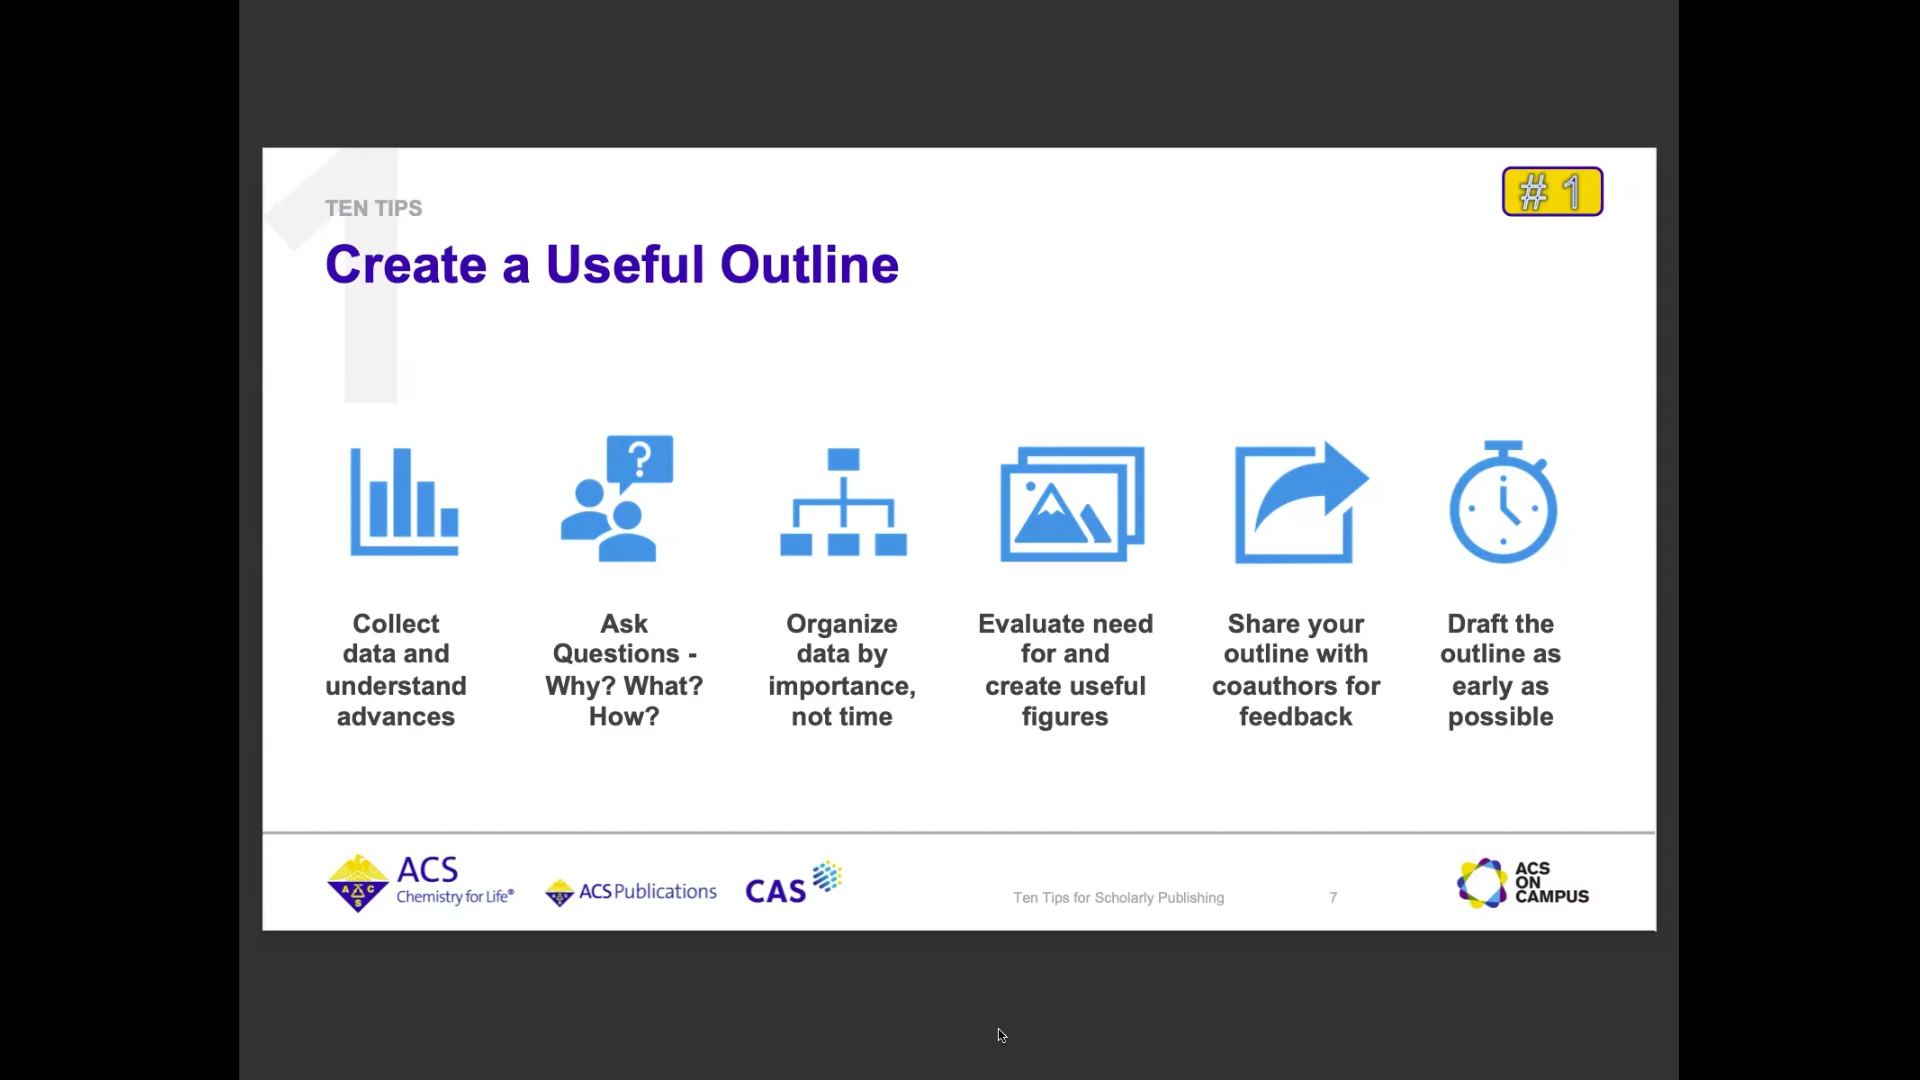 1
TEN TIPS
# 1
Create a Useful Outline
?
Collect
data and
understand
advances
Ask
Questions -
Why? What?
How?
Organize
data by
importance,
not time
Evaluate need
for and
create useful
figures
Share your
outline with
coauthors for
feedback
Draft the
outline as
early as
possible
A C
S
ACS
Chemistry for Life®
ACS Publications
CAS
Ten Tips for Scholarly Publishing
7
ACS
ON
CAMPUS